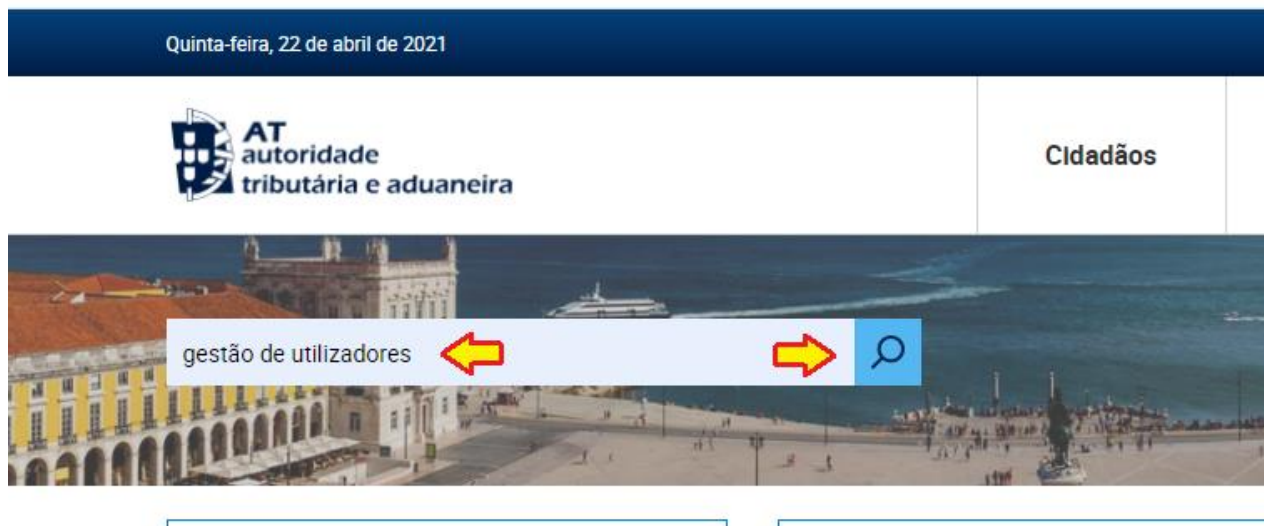 Quinta-feira, 22 de abril de 2021
AT
autoridade
tributária e aduaneira
Cidadãos
gestão de utilizadores